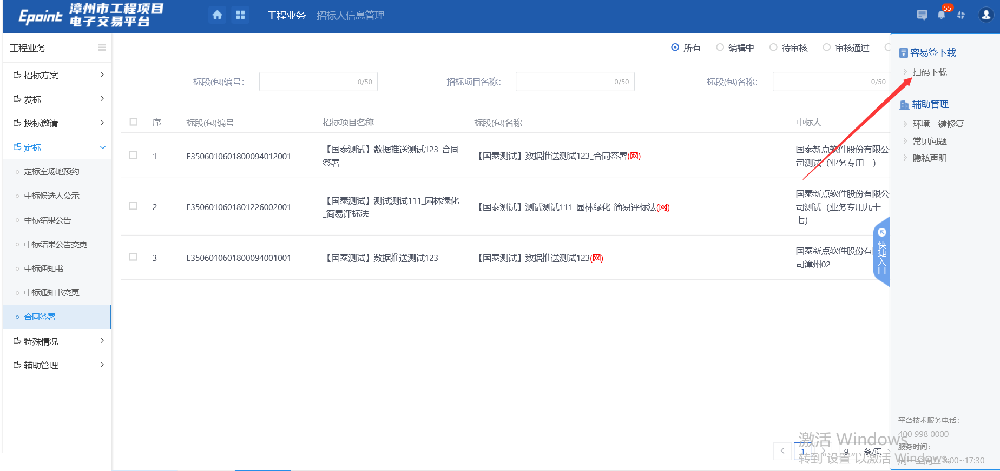 Epoint 漳州市工程项目
电子交易平台
工程业务 招标人信息管理
55
工程业务
招标方案
发标
投标邀请
定标
定标室场地预约
中标候选人公示
中标结果公告
中标结果公告变更
中标通知书
中标通知书变更
合同签署
特殊情况
辅助管理
所有 编辑中 待审核 审核通过
标段(包)编号: 0/50 招标项目名称: 0/50 标段(包)名称: 0/50
序 标段(包)编号 招标项目名称 标段(包)名称 中标人
1 E3506010601800094012001 【国泰测试】数据推送测试123_合同
签署 【国泰测试】数据推送测试123_合同签署(网) 国泰新点软件股份有限公
司测试（业务专用一）
2 E3506010601801226002001 【国泰测试】测试测试111_园林绿化
_简易评标法 【国泰测试】测试测试111_园林绿化_简易评标法(网) 国泰新点软件股份有限公
司测试（业务专用九十
七）
3 E3506010601800094001001 【国泰测试】数据推送测试123 【国泰测试】数据推送测试123(网) 国泰新点软件股份有
司漳州02
1 9 条/页
快捷入口
容易签下载
扫码下载
辅助管理
环境一键修复
常见问题
隐私声明
平台技术服务电话：
400 998 0000
服务时间：
周一至周五 8:00~17:30
激活 Windows
转到"设置"以激活 Windows。